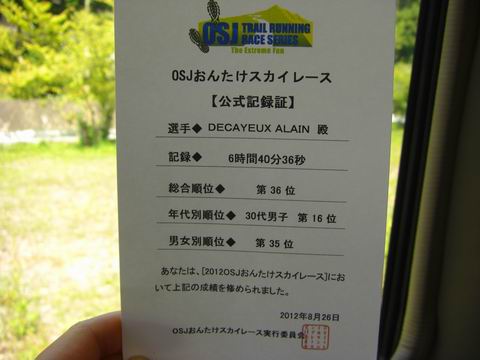 OSJ TRAIL RUNNING
RACE SERIES
The Extreme Fun
OSJおんたけスカイレース
【公式記録証】
選手◆ DECAYEUX ALAIN 殿
記録◆ 6時間40分36秒
総合順位◆ 第 36 位
年代別順位◆ 30代男子 第 16 位
男女別順位◆ 第 35 位
あなたは、[2012OSJおんたけスカイレース]にお
いて上記の成績を修められました。
2012年8月26日
OSJおんたけスカイレース実行委員会